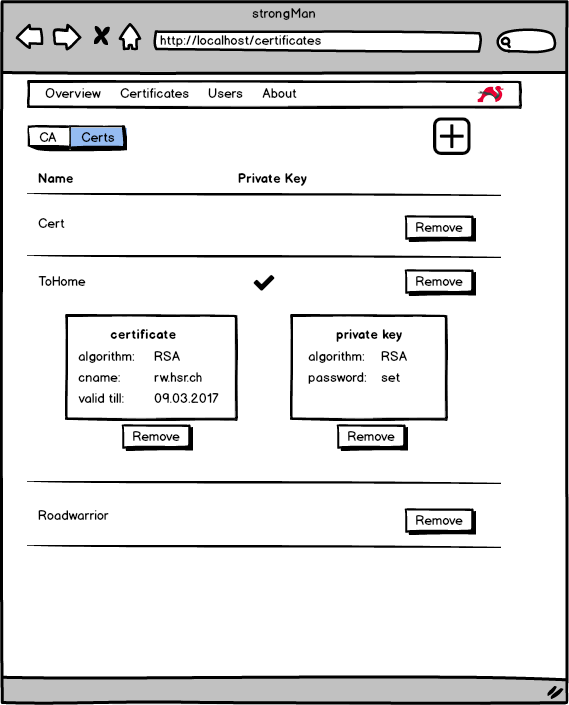 strongMan
http://localhost/certificates
Overview Certificates Users About
CA Certs
Name Private Key
Cert Remove
ToHome Remove
certificate private key
algorithm: RSA algorithm: RSA
cname: rw.hsr.ch password: set
valid till: 09.03.2017
Remove Remove
Roadwarrior Remove